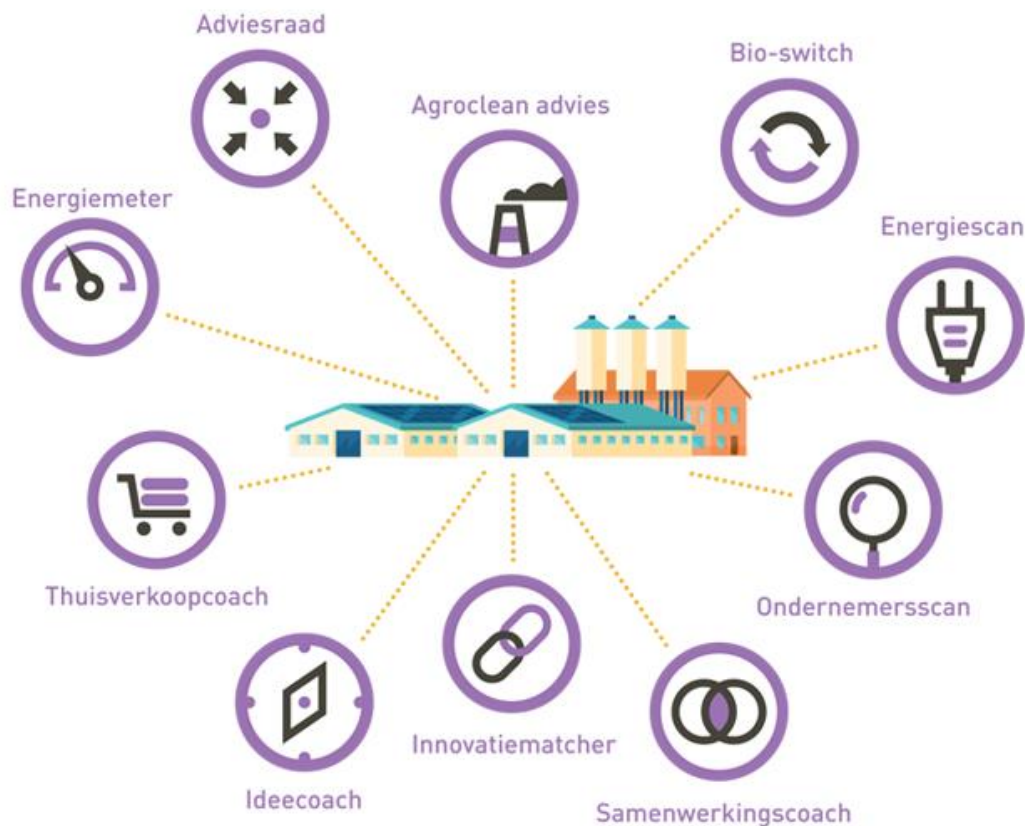 Adviesraad
Bio-switch
Agroclean advies
Energiemeter
Energiescan
Thuisverkoopcoach
Ondernemersscan
Innovatiematcher
Ideecoach
Samenwerkingscoach